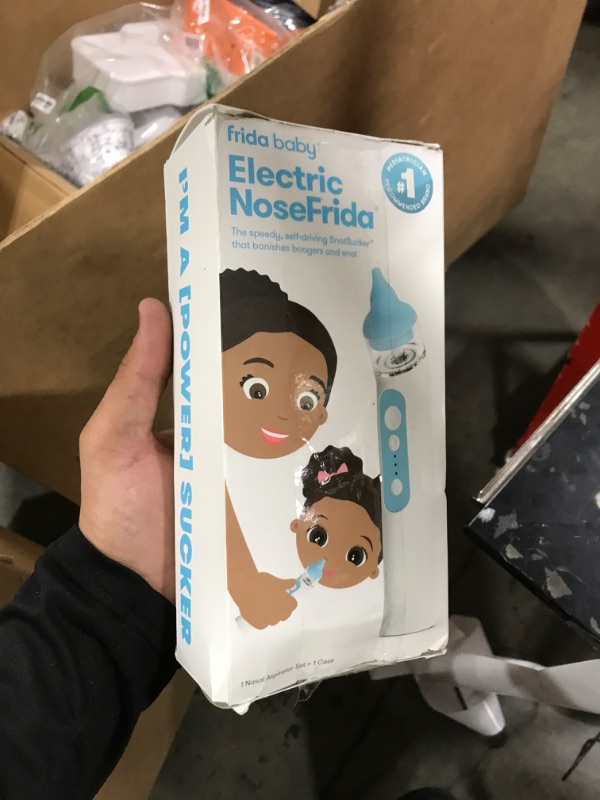 frida baby
Electric
NoseFrida®
The speedy, self-driving SnotSucker®
that banishes boogers and snot
PEDIATRICIAN
#1
RECOMMENDED BRAND
I'M A [POWER] SUCKER
1 Nasal Aspirator Set + 1 Case